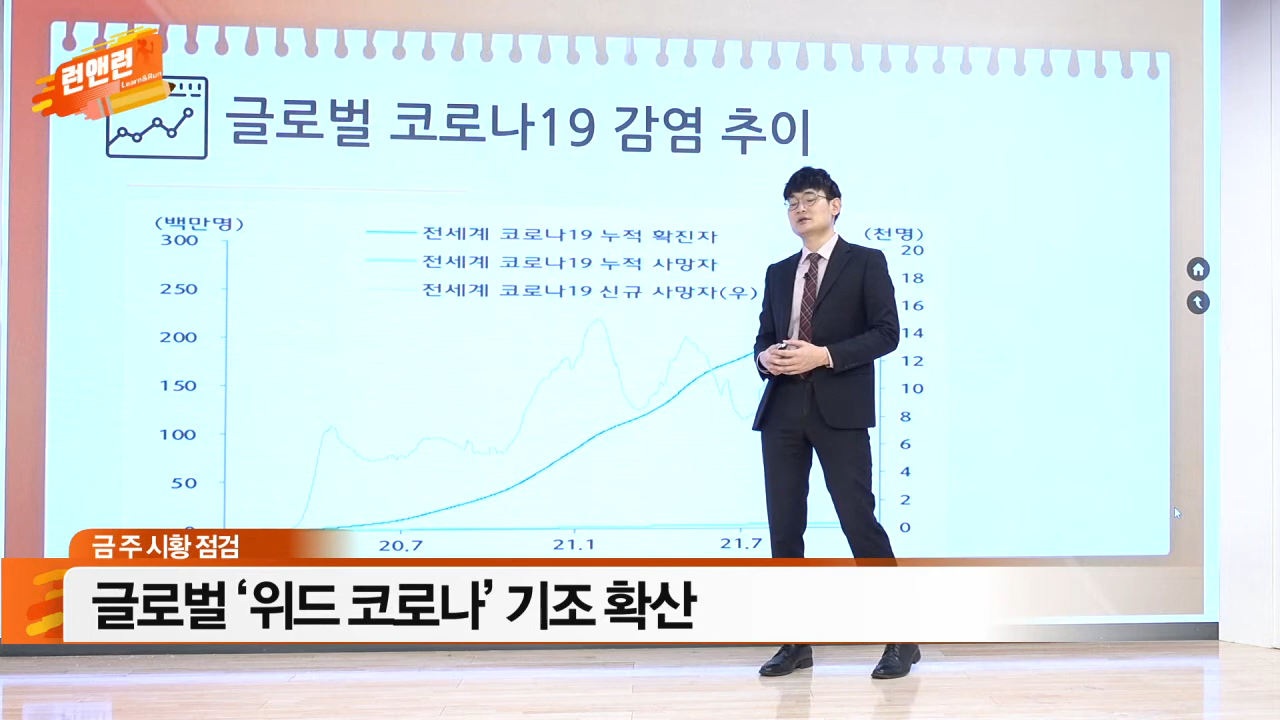 런앤런
Learn&Run
글로벌 코로나19 감염 추이
(백만명)
(천명)
전세계 코로나19 누적 확진자
전세계 코로나19 누적 사망자
전세계 코로나19 신규 사망자(우)
300
250
200
150
100
50
0
20
18
16
14
12
10
8
6
4
2
0
20.7
21.1
21.7
금주 시황 점검
글로벌 ‘위드 코로나’ 기조 확산